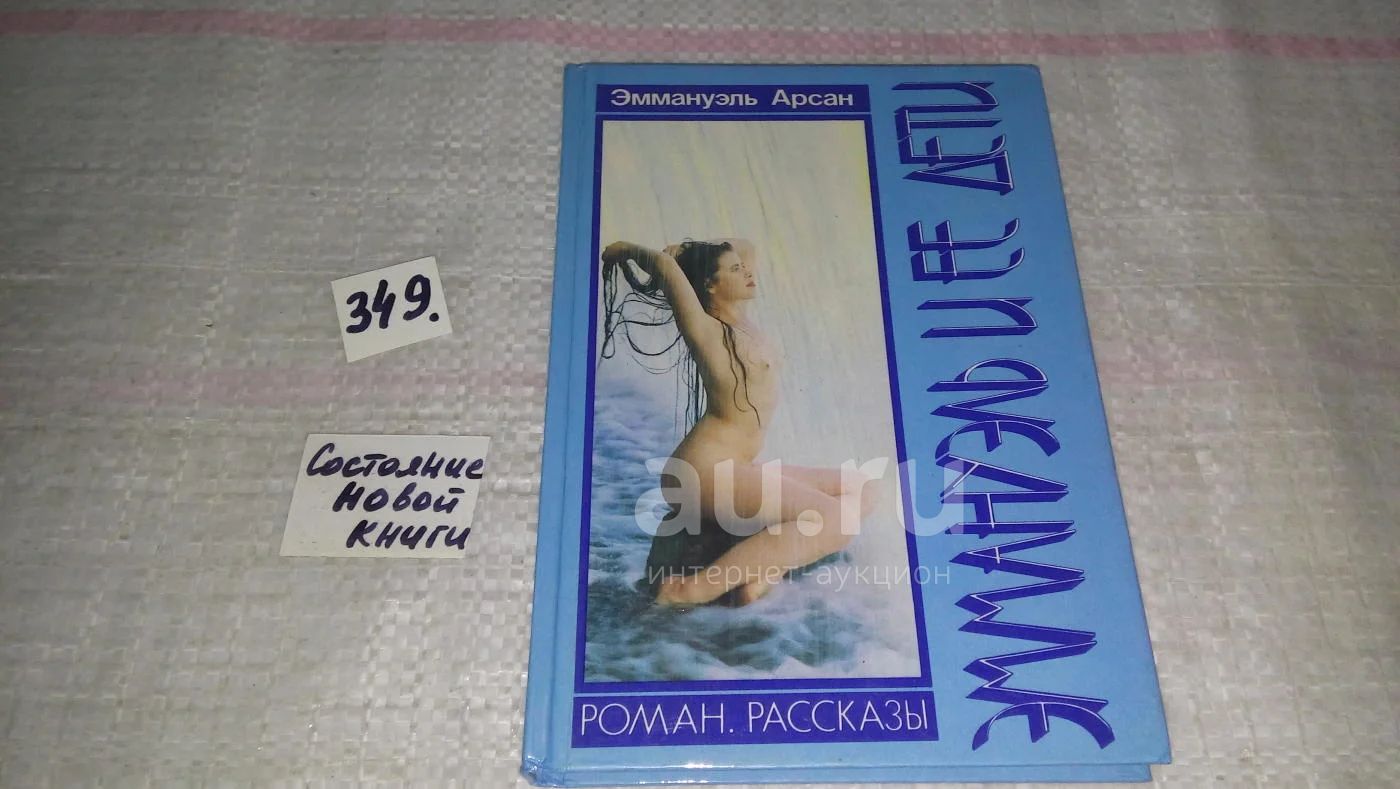 349.
Состояние
новой
книги
Эммануэль Арсан
ЭММАНУЭЛЬ И ЕЕ ДЕТИ
РОМАН. РАССКАЗЫ
au.ru
интернет-аукцион